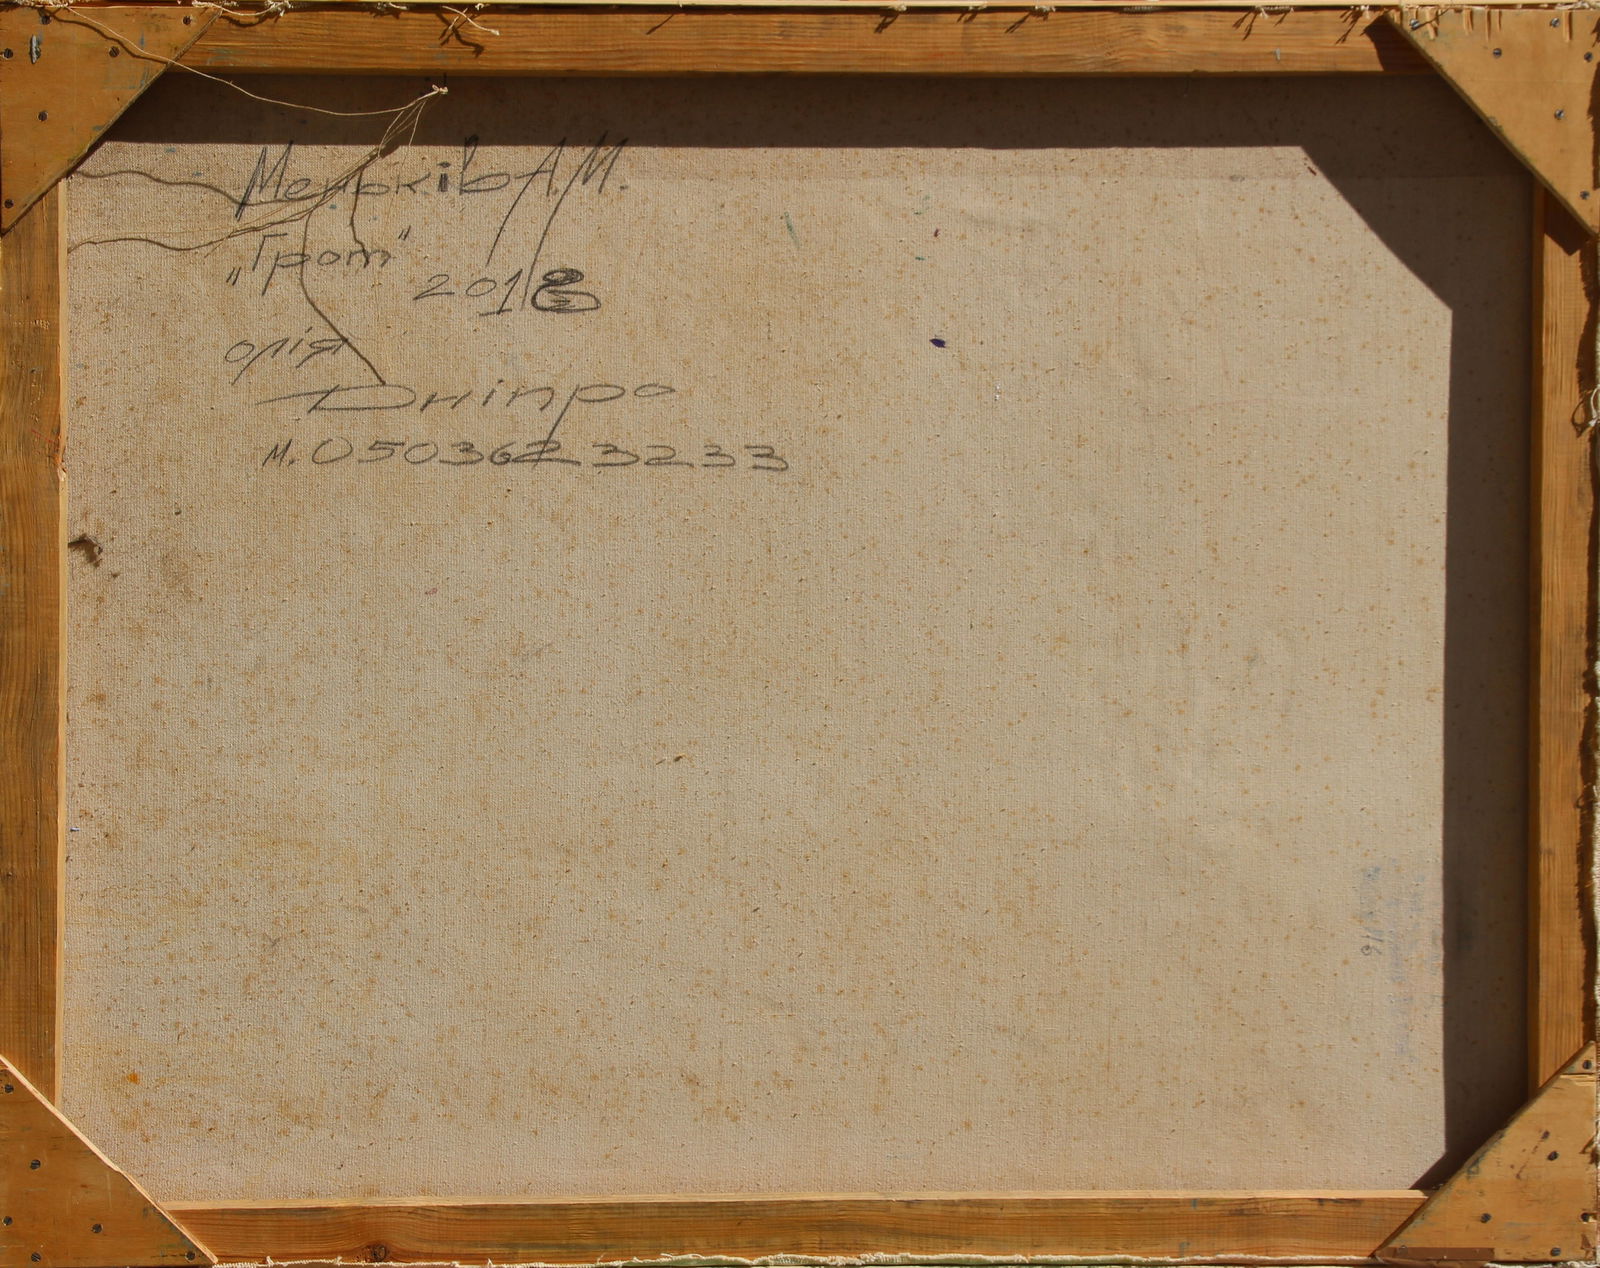 Меньків А.М.
„Грот"
2018
олія
Дніпро
м. 0503623233